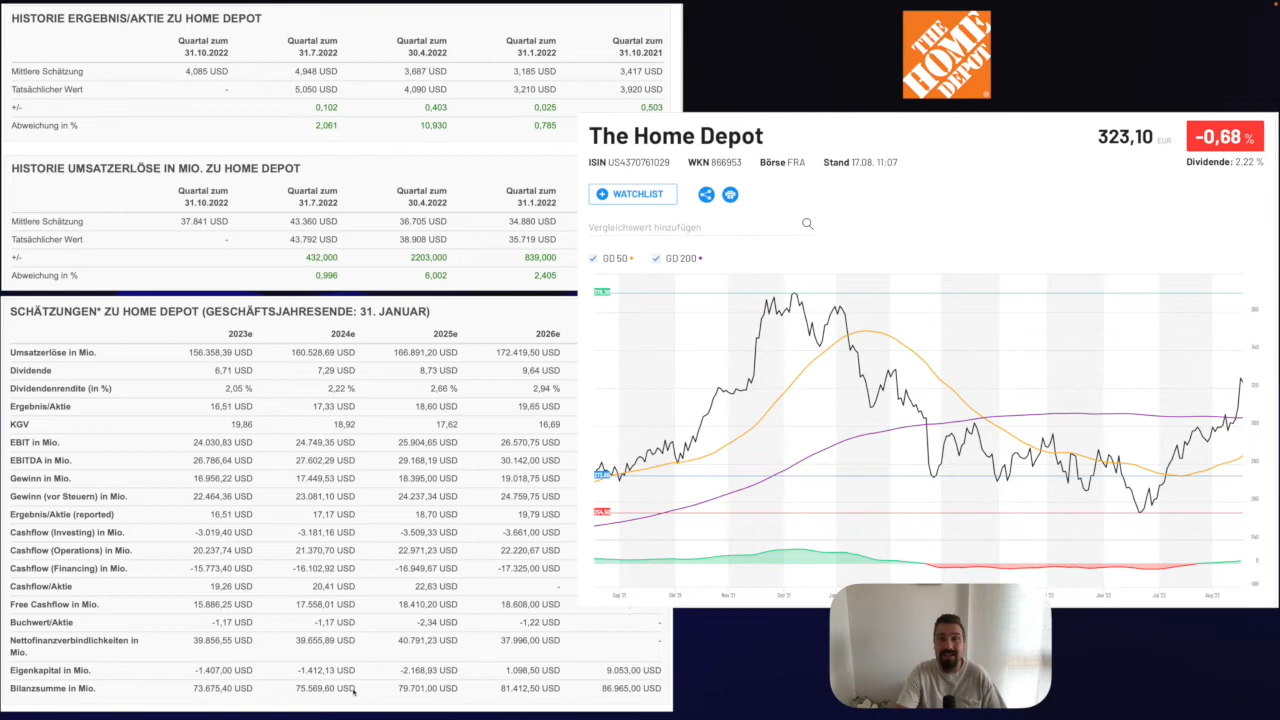 HISTORIE ERGEBNIS/AKTIE ZU HOME DEPOT
Quartal zum 31.10.2022 Quartal zum 31.7.2022 Quartal zum 30.4.2022 Quartal zum 31.1.2022 Quartal zum 31.10.2021
Mittlere Schätzung 4,085 USD 4,948 USD 3,687 USD 3,185 USD 3,417 USD
Tatsächlicher Wert - 5,050 USD 4,090 USD 3,210 USD 3,920 USD
+/- 0,102 0,403 0,025 0,503
Abweichung in % 2,061 10,930 0,785
HISTORIE UMSATZERLÖSE IN MIO. ZU HOME DEPOT
Quartal zum 31.10.2022 Quartal zum 31.7.2022 Quartal zum 30.4.2022 Quartal zum 31.1.2022
Mittlere Schätzung 37.841 USD 43.360 USD 36.705 USD 34.880 USD
Tatsächlicher Wert - 43.792 USD 38.908 USD 35.719 USD
+/- 432,000 2203,000 839,000
Abweichung in % 0,996 6,002 2,405
SCHÄTZUNGEN* ZU HOME DEPOT (GESCHÄFTSJAHRESENDE: 31. JANUAR)
2023e 2024e 2025e 2026e
Umsatzerlöse in Mio. 156.358,39 USD 160.528,69 USD 166.891,20 USD 172.419,50 USD
Dividende 6,71 USD 7,29 USD 8,73 USD 9,64 USD
Dividendenrendite (in %) 2,05 % 2,22 % 2,66 % 2,94 %
Ergebnis/Aktie 16,51 USD 17,33 USD 18,60 USD 19,65 USD
KGV 19,86 18,92 17,62 16,69
EBIT in Mio. 24.030,83 USD 24.749,35 USD 25.904,65 USD 26.570,75 USD
EBITDA in Mio. 26.786,64 USD 27.602,29 USD 29.168,19 USD 30.142,00 USD
Gewinn in Mio. 16.956,22 USD 17.449,53 USD 18.395,00 USD 19.018,75 USD
Gewinn (vor Steuern) in Mio. 22.464,36 USD 23.081,10 USD 24.237,34 USD 24.759,75 USD
Ergebnis/Aktie (reported) 16,51 USD 17,17 USD 18,70 USD 19,79 USD
Cashflow (Investing) in Mio. -3.019,40 USD -3.181,16 USD -3.509,33 USD -3.661,00 USD
Cashflow (Operations) in Mio. 20.237,74 USD 21.370,70 USD 22.971,23 USD 22.220,67 USD
Cashflow (Financing) in Mio. -15.773,40 USD -16.102,92 USD -16.949,67 USD -17.325,00 USD
Cashflow/Aktie 19,26 USD 20,41 USD 22,63 USD -
Free Cashflow in Mio. 15.886,25 USD 17.558,01 USD 18.410,20 USD 18.608,00 USD
Buchwert/Aktie -1,17 USD -1,17 USD -2,34 USD -1,22 USD -
Nettofinanzverbindlichkeiten in Mio. 39.856,55 USD 39.655,89 USD 40.791,23 USD 37.996,00 USD -
Eigenkapital in Mio. -1.407,00 USD -1.412,13 USD -2.168,93 USD 1.098,50 USD 9.053,00 USD
Bilanzsumme in Mio. 73.675,40 USD 75.569,60 USD 79.701,00 USD 81.412,50 USD 86.965,00 USD
THE
HOME
DEPOT
The Home Depot 323,10 EUR -0,68 %
ISIN US4370761029 WKN 866953 Börse FRA Stand 17.08. 11:07 Dividende: 2.22 %
WATCHLIST
Vergleichswert hinzufügen
GD 50 GD 200